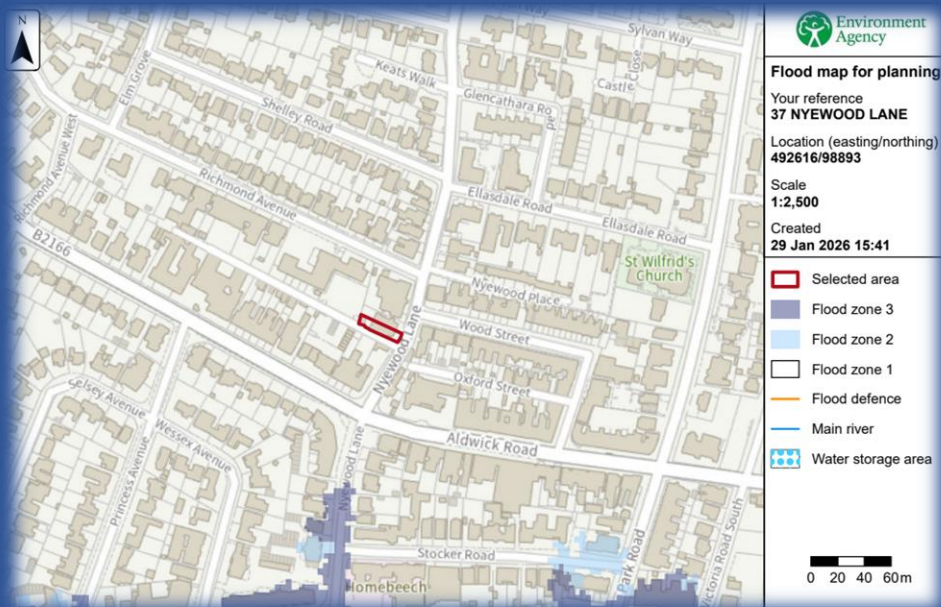 N
Sylvan Way
Elm Grove
Keats Walk
Castle Close
Glencathara Road
Shelley Road
Richmond Avenue West
Richmond Avenue
Ellasdale Road
Ellasdale Road
B2166
St Wilfrid's
Church
Nyewood Place
Nyewood Lane
Wood Street
Oxford Street
Selsey Avenue
Wessex Avenue
Princess Avenue
Aldwick Road
Nyewood Lane
Stocker Road
Homebeech
Park Road
Victoria Road South
Environment
Agency
Flood map for planning
Your reference
37 NYEWOOD LANE
Location (easting/northing)
492616/98893
Scale
1:2,500
Created
29 Jan 2026 15:41
Selected area
Flood zone 3
Flood zone 2
Flood zone 1
Flood defence
Main river
Water storage area
0 20 40 60m